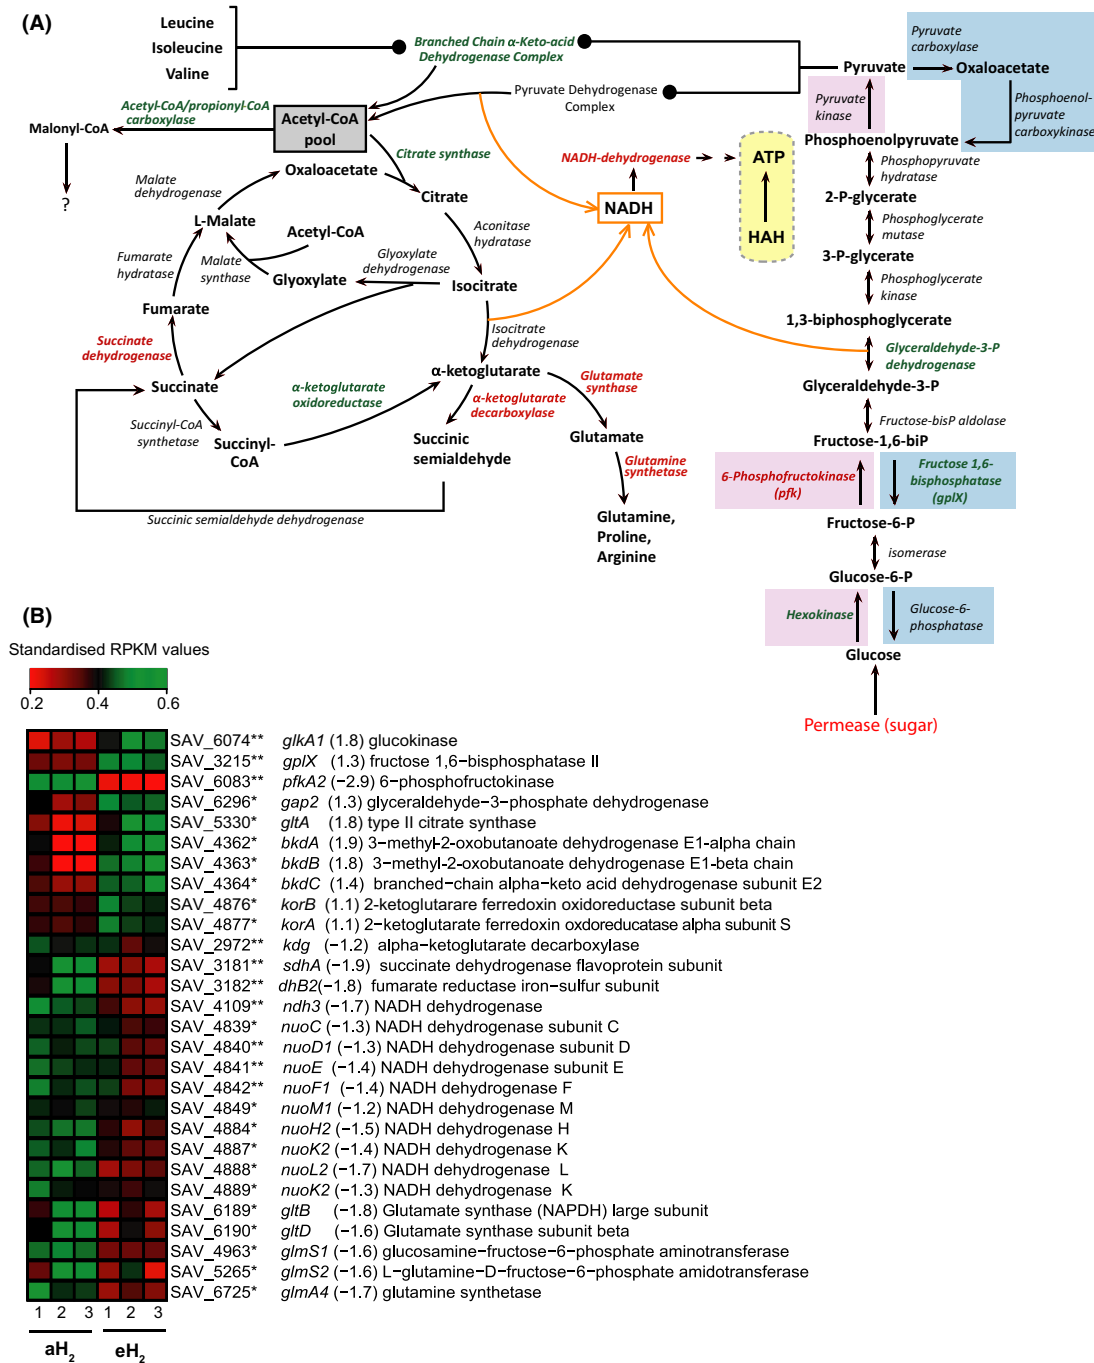 (A)
Leucine
Isoleucine
Valine
Branched Chain α-Keto-acid
Dehydrogenase Complex
Pyruvate Dehydrogenase
Complex
Acetyl-CoA/propionyl-CoA
carboxylase
Malonyl-CoA
?
Acetyl-CoA
pool
Citrate synthase
Malate
dehydrogenase
Oxaloacetate
Citrate
L-Malate
Acetyl-CoA
Aconitase
hydratase
Fumarate
hydratase
Malate
synthase
Glyoxylate
Glyoxylate
dehydrogenase
Isocitrate
Fumarate
Isocitrate
dehydrogenase
Succinate
dehydrogenase
Succinate
α-ketoglutarate
oxidoreductase
α-ketoglutarate
Glutamate
synthase
α-ketoglutarate
decarboxylase
Succinyl-CoA
synthetase
Succinyl-
CoA
Succinic
semialdehyde
Glutamate
Glutamine
synthetase
Succinic semialdehyde dehydrogenase
Glutamine,
Proline,
Arginine
NADH-dehydrogenase
NADH
ATP
HAH
Pyruvate
carboxylase
Pyruvate
Oxaloacetate
Pyruvate
kinase
Phosphoenol-
pyruvate
carboxykinase
Phosphoenolpyruvate
Phosphopyruvate
hydratase
2-P-glycerate
Phosphoglycerate
mutase
3-P-glycerate
Phosphoglycerate
kinase
1,3-biphosphoglycerate
Glyceraldehyde-3-P
dehydrogenase
Glyceraldehyde-3-P
Fructose-bisP aldolase
Fructose-1,6-biP
6-Phosphofructokinase
(pfk)
Fructose 1,6-
bisphosphatase
(gplX)
Fructose-6-P
isomerase
Glucose-6-P
Hexokinase
Glucose-6-
phosphatase
Glucose
Permease (sugar)
(B)
Standardised RPKM values
0.2 0.4 0.6
SAV_6074** glkA1 (1.8) glucokinase
SAV_3215** gplX (1.3) fructose 1,6−bisphosphatase II
SAV_6083** pfkA2 (−2.9) 6−phosphofructokinase
SAV_6296* gap2 (1.3) glyceraldehyde−3−phosphate dehydrogenase
SAV_5330* gltA (1.8) type II citrate synthase
SAV_4362* bkdA (1.9) 3−methyl−2−oxobutanoate dehydrogenase E1−alpha chain
SAV_4363* bkdB (1.8) 3−methyl−2−oxobutanoate dehydrogenase E1−beta chain
SAV_4364* bkdC (1.4) branched−chain alpha−keto acid dehydrogenase subunit E2
SAV_4876* korB (1.1) 2−ketoglutarare ferredoxin oxidoreductase subunit beta
SAV_4877* korA (1.1) 2−ketoglutarate ferredoxin oxdoreducatase alpha subunit S
SAV_2972** kdg (−1.2) alpha−ketoglutarate decarboxylase
SAV_3181** sdhA (−1.9) succinate dehydrogenase flavoprotein subunit
SAV_3182** dhB2(−1.8) fumarate reductase iron−sulfur subunit
SAV_4109** ndh3 (−1.7) NADH dehydrogenase
SAV_4839* nuoC (−1.3) NADH dehydrogenase subunit C
SAV_4840** nuoD1 (−1.3) NADH dehydrogenase subunit D
SAV_4841** nuoE (−1.4) NADH dehydrogenase subunit E
SAV_4842** nuoF1 (−1.4) NADH dehydrogenase F
SAV_4849* nuoM1 (−1.2) NADH dehydrogenase M
SAV_4884* nuoH2 (−1.5) NADH dehydrogenase H
SAV_4887* nuoK2 (−1.4) NADH dehydrogenase K
SAV_4888* nuoL2 (−1.7) NADH dehydrogenase L
SAV_4889* nuoK2 (−1.3) NADH dehydrogenase K
SAV_6189* gltB (−1.8) Glutamate synthase (NAPDH) large subunit
SAV_6190* gltD (−1.6) Glutamate synthase subunit beta
SAV_4963* glmS1 (−1.6) glucosamine−fructose−6−phosphate aminotransferase
SAV_5265* glmS2 (−1.6) L−glutamine−D−fructose−6−phosphate amidotransferase
SAV_6725* glmA4 (−1.7) glutamine synthetase
1 2 3 1 2 3
aH2 eH2